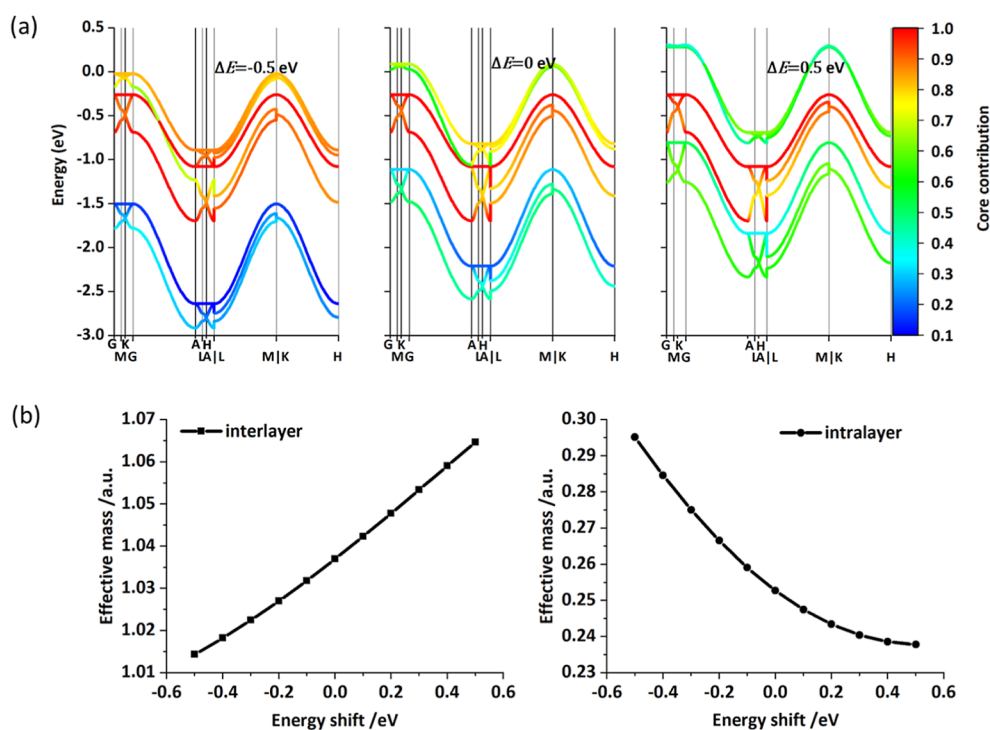 (a)
0.5
0.0
-0.5
-1.0
-1.5
-2.0
-2.5
-3.0
Energy (eV)
ΔE=-0.5 eV
ΔE=0 eV
ΔE=0.5 eV
G K A H
M G LA|L M|K H
G K A H
M G LA|L M|K H
G K A H
M G LA|L M|K H
1.0
0.9
0.8
0.7
0.6
0.5
0.4
0.3
0.2
0.1
Core contribution
(b)
1.07
1.06
1.05
1.04
1.03
1.02
1.01
Effective mass /a.u.
interlayer
-0.6 -0.4 -0.2 0.0 0.2 0.4 0.6
Energy shift /eV
0.30
0.29
0.28
0.27
0.26
0.25
0.24
0.23
Effective mass /a.u.
intralayer
-0.6 -0.4 -0.2 0.0 0.2 0.4 0.6
Energy shift /eV